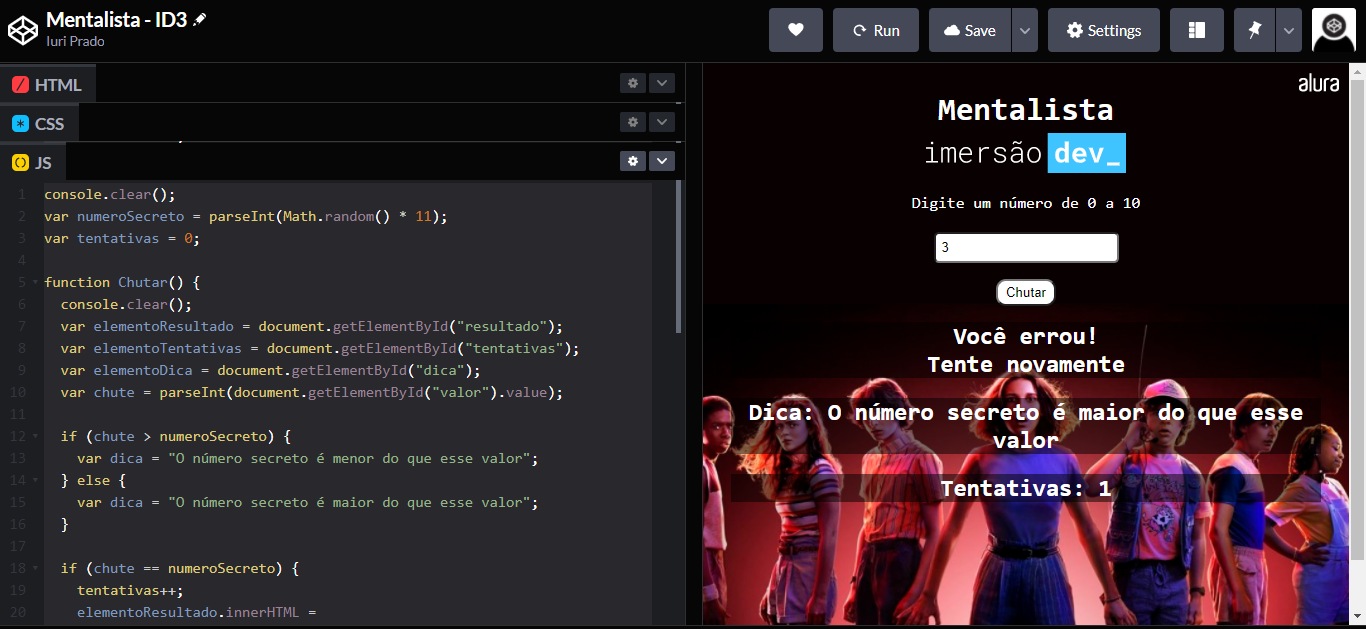 Mentalista - ID3
Iuri Prado
Run
Save
Settings
HTML
CSS
JS
1 console.clear();
2 var numeroSecreto = parseInt(Math.random() * 11);
3 var tentativas = 0;
4
5 function Chutar() {
6 console.clear();
7 var elementoResultado = document.getElementById("resultado");
8 var elementoTentativas = document.getElementById("tentativas");
9 var elementoDica = document.getElementById("dica");
10 var chute = parseInt(document.getElementById("valor").value);
11
12 if (chute > numeroSecreto) {
13 var dica = "O número secreto é menor do que esse valor";
14 } else {
15 var dica = "O número secreto é maior do que esse valor";
16 }
17
18 if (chute == numeroSecreto) {
19 tentativas++;
20 elementoResultado.innerHTML =
alura
Mentalista
imersão dev_
Digite um número de 0 a 10
3
Chutar
Você errou!
Tente novamente
Dica: O número secreto é maior do que esse
valor
Tentativas: 1